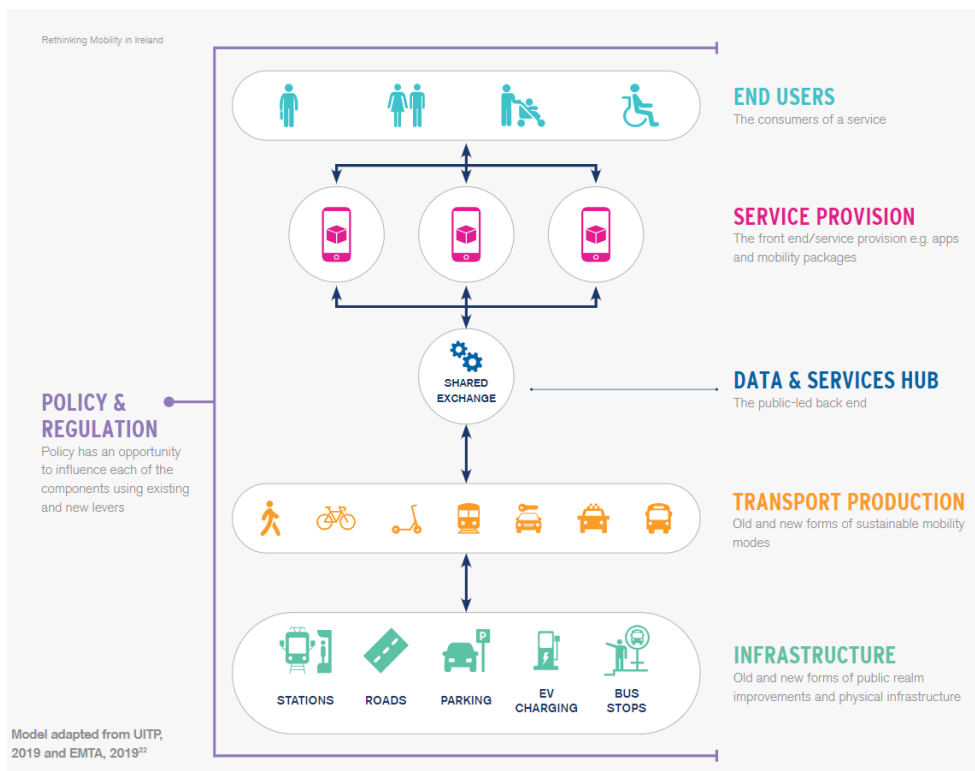 Rethinking Mobility in Ireland
END USERS
The consumers of a service
SERVICE PROVISION
The front end/service provision e.g. apps
and mobility packages
SHARED
EXCHANGE
DATA & SERVICES HUB
The public-led back end
POLICY &
REGULATION
Policy has an opportunity
to influence each of the
components using existing
and new levers
TRANSPORT PRODUCTION
Old and new forms of sustainable mobility
modes
P
STATIONS
ROADS
PARKING
EV
CHARGING
BUS
STOPS
INFRASTRUCTURE
Old and new forms of public realm
improvements and physical infrastructure
Model adapted from UITP,
2019 and EMTA, 2019²²